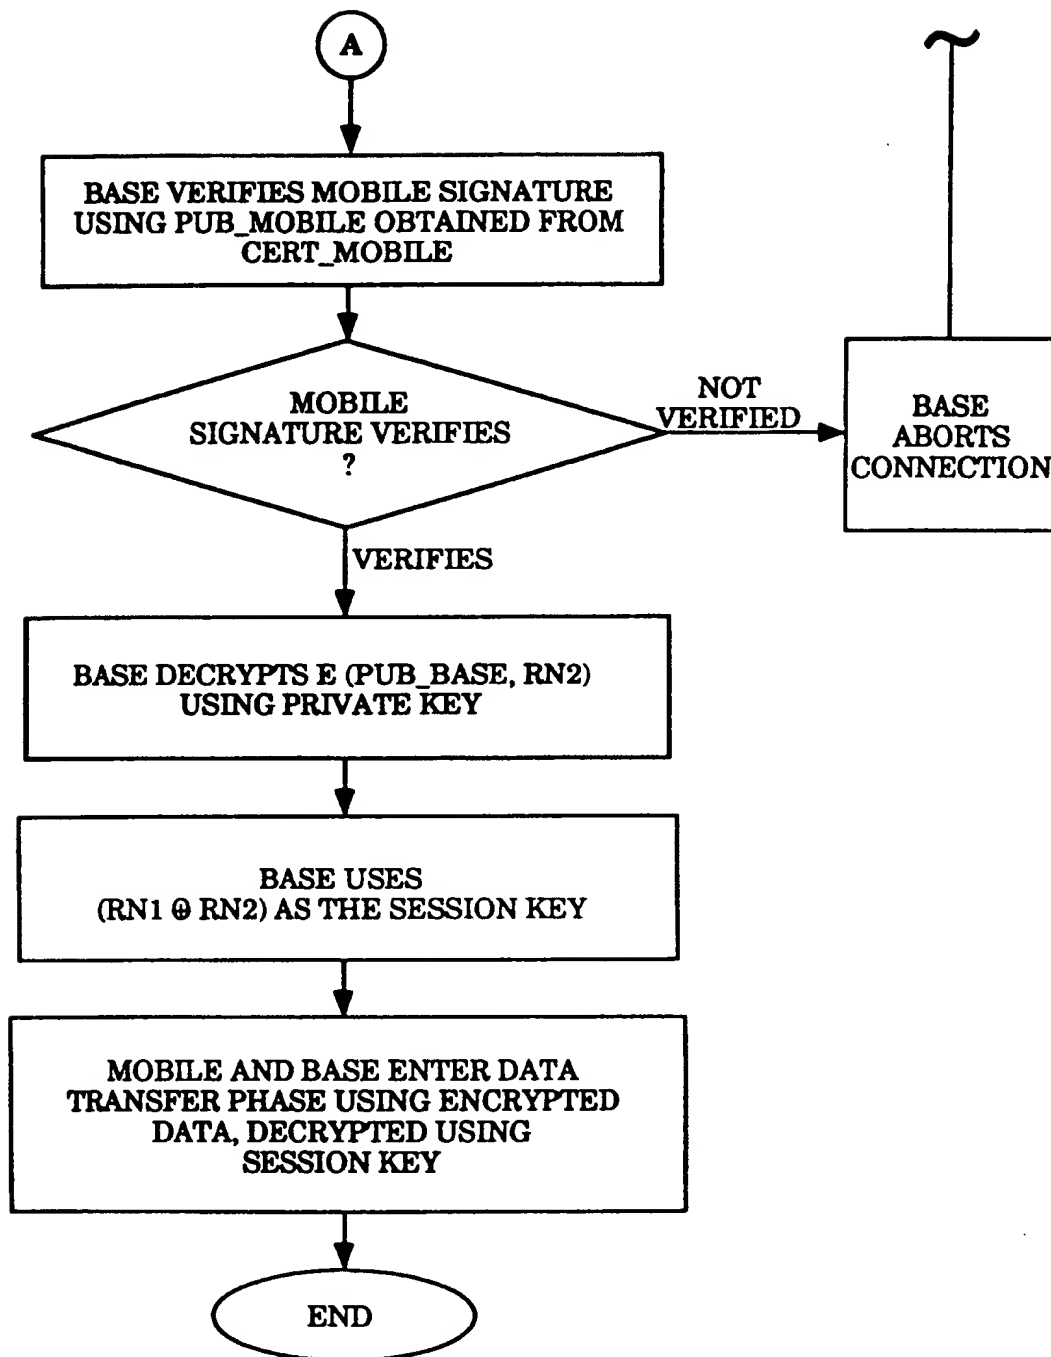 A
BASE VERIFIES MOBILE SIGNATURE
USING PUB_MOBILE OBTAINED FROM
CERT_MOBILE
MOBILE
SIGNATURE VERIFIES
?
NOT
VERIFIED
BASE
ABORTS
CONNECTION
VERIFIES
BASE DECRYPTS E (PUB_BASE, RN2)
USING PRIVATE KEY
BASE USES
(RN1 ⊕ RN2) AS THE SESSION KEY
MOBILE AND BASE ENTER DATA
TRANSFER PHASE USING ENCRYPTED
DATA, DECRYPTED USING
SESSION KEY
END